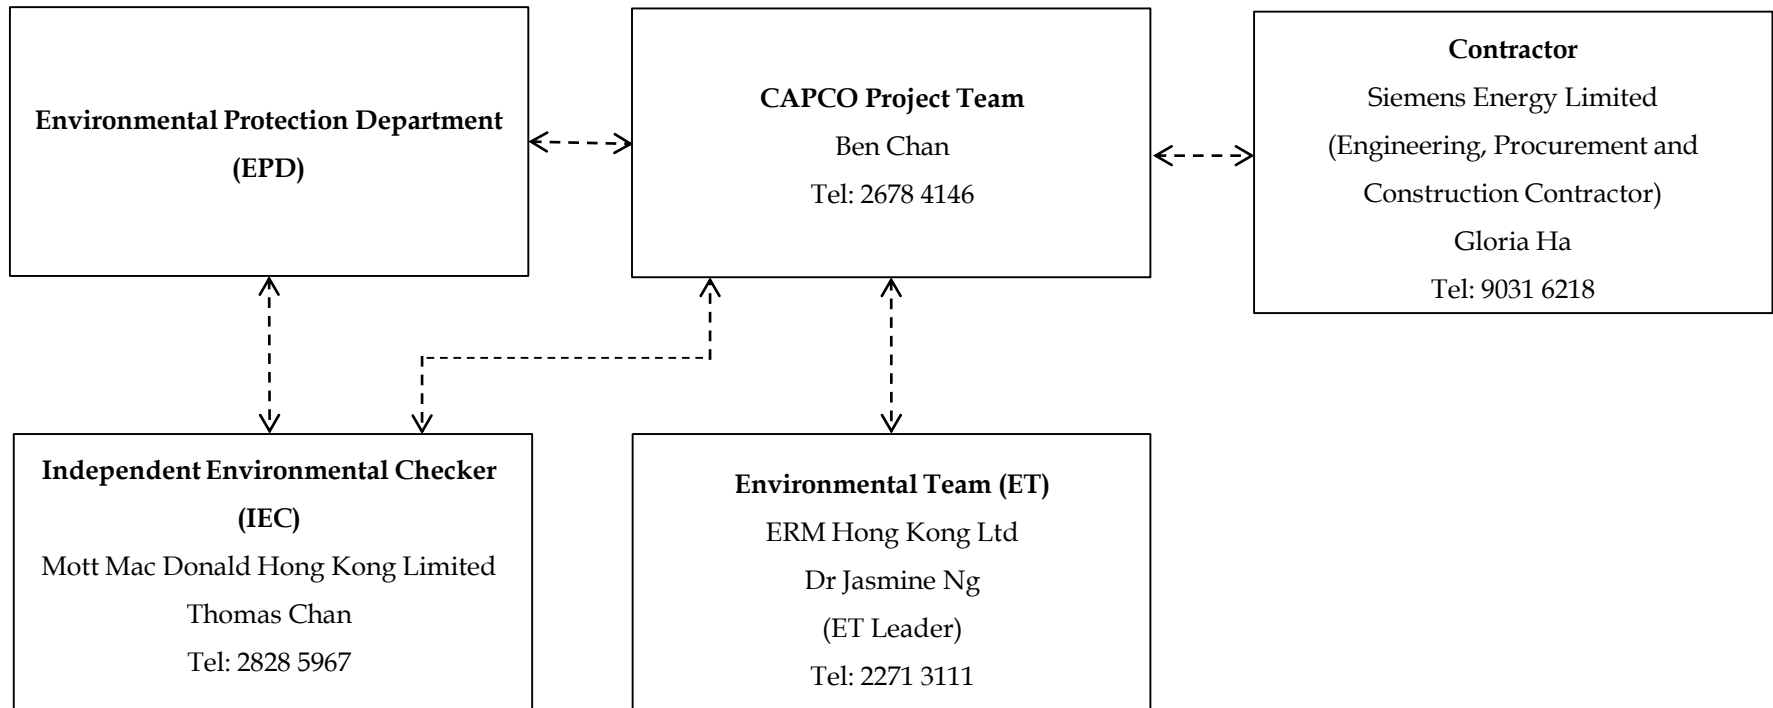 Environmental Protection Department
(EPD)
CAPCO Project Team
Ben Chan
Tel: 2678 4146
Contractor
Siemens Energy Limited
(Engineering, Procurement and
Construction Contractor)
Gloria Ha
Tel: 9031 6218
Independent Environmental Checker
(IEC)
Mott Mac Donald Hong Kong Limited
Thomas Chan
Tel: 2828 5967
Environmental Team (ET)
ERM Hong Kong Ltd
Dr Jasmine Ng
(ET Leader)
Tel: 2271 3111